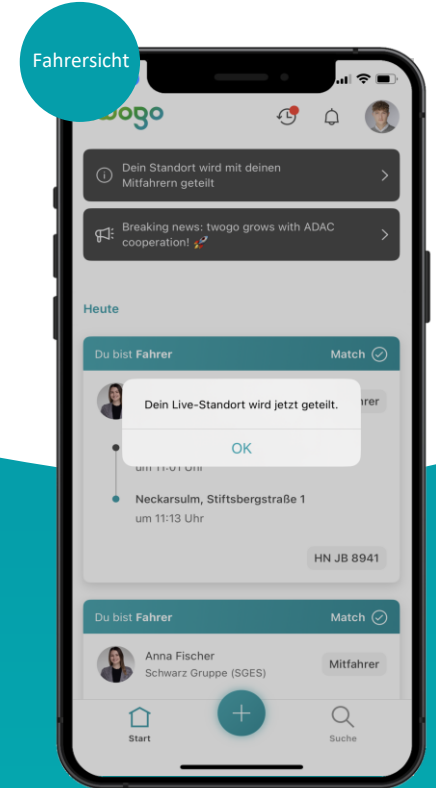 Fahrersicht
Dein Standort wird mit deinen
Mitfahrern geteilt
Breaking news: twogo grows with ADAC
cooperation! 🚀
Heute
Du bist Fahrer
Match
Dein Live-Standort wird jetzt geteilt.
OK
Neckarsulm, Stiftsbergstraße 1
um 11:13 Uhr
HN JB 8941
Du bist Fahrer
Match
Anna Fischer
Schwarz Gruppe (SGES)
Mitfahrer
Start
Suche